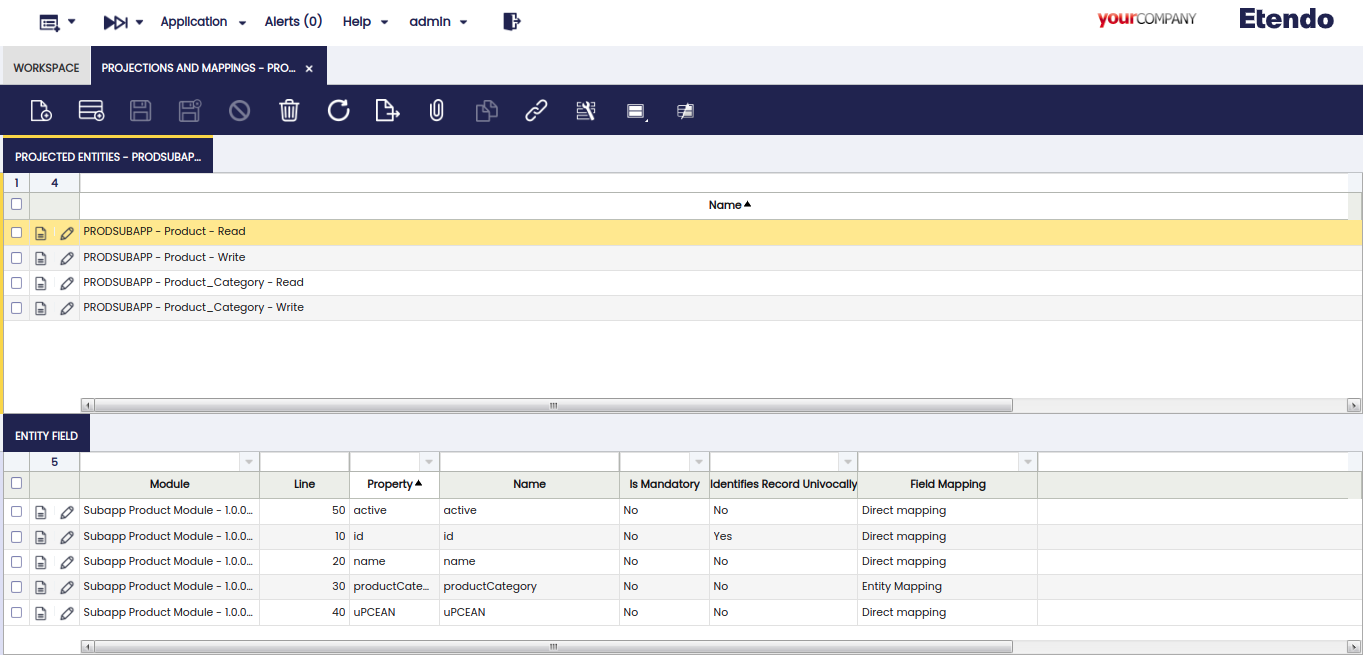 Application Alerts (0) Help admin yourCOMPANY Etendo
WORKSPACE PROJECTIONS AND MAPPINGS - PRO... ×
PROJECTED ENTITIES - PRODSUBAP...
1 4
Name
PRODSUBAPP - Product - Read
PRODSUBAPP - Product - Write
PRODSUBAPP - Product_Category - Read
PRODSUBAPP - Product_Category - Write
ENTITY FIELD
5
Module Line Property Name Is Mandatory Identifies Record Univocally Field Mapping
Subapp Product Module - 1.0.0... 50 active active No No Direct mapping
Subapp Product Module - 1.0.0... 10 id id No Yes Direct mapping
Subapp Product Module - 1.0.0... 20 name name No No Direct mapping
Subapp Product Module - 1.0.0... 30 productCate... productCategory No No Entity Mapping
Subapp Product Module - 1.0.0... 40 uPCEAN uPCEAN No No Direct mapping